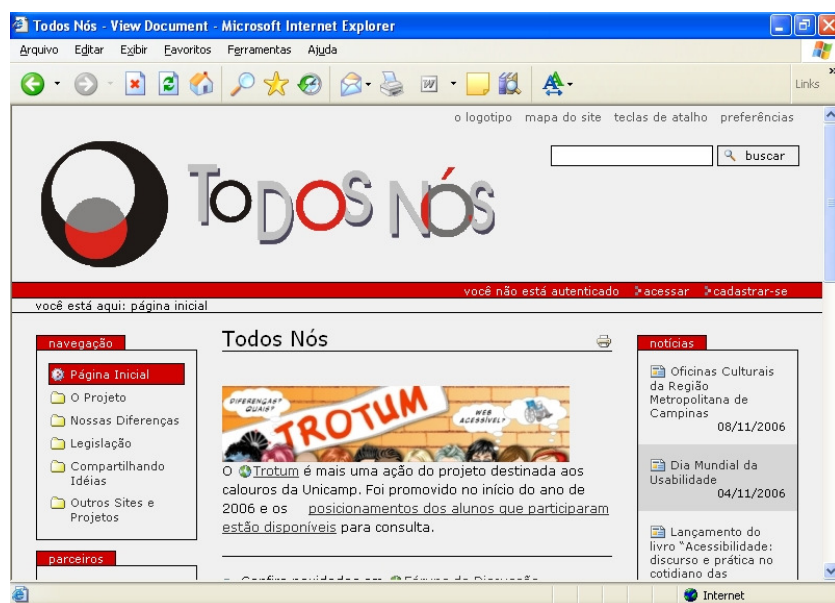 Todos Nós - View Document - Microsoft Internet Explorer
Arquivo Editar Exibir Favoritos Ferramentas Ajuda
Links
o logotipo mapa do site teclas de atalho preferências
buscar
TODOS NÓS
você não está autenticado acessar cadastrar-se
você está aqui: página inicial
navegação
Página Inicial
O Projeto
Nossas Diferenças
Legislação
Compartilhando
Idéias
Outros Sites e
Projetos
parceiros
Todos Nós
DIFERENÇAS?
QUAIS?
TROTUM
WEB
ACESSÍVEL?
O Trotum é mais uma ação do projeto destinada aos
calouros da Unicamp. Foi promovido no início do ano de
2006 e os posicionamentos dos alunos que participaram
estão disponíveis para consulta.
Confira novidades em Fóruns de Discussão
notícias
Oficinas Culturais
da Região
Metropolitana de
Campinas
08/11/2006
Dia Mundial da
Usabilidade
04/11/2006
Lançamento do
livro "Acessibilidade:
discurso e prática no
cotidiano das
Internet